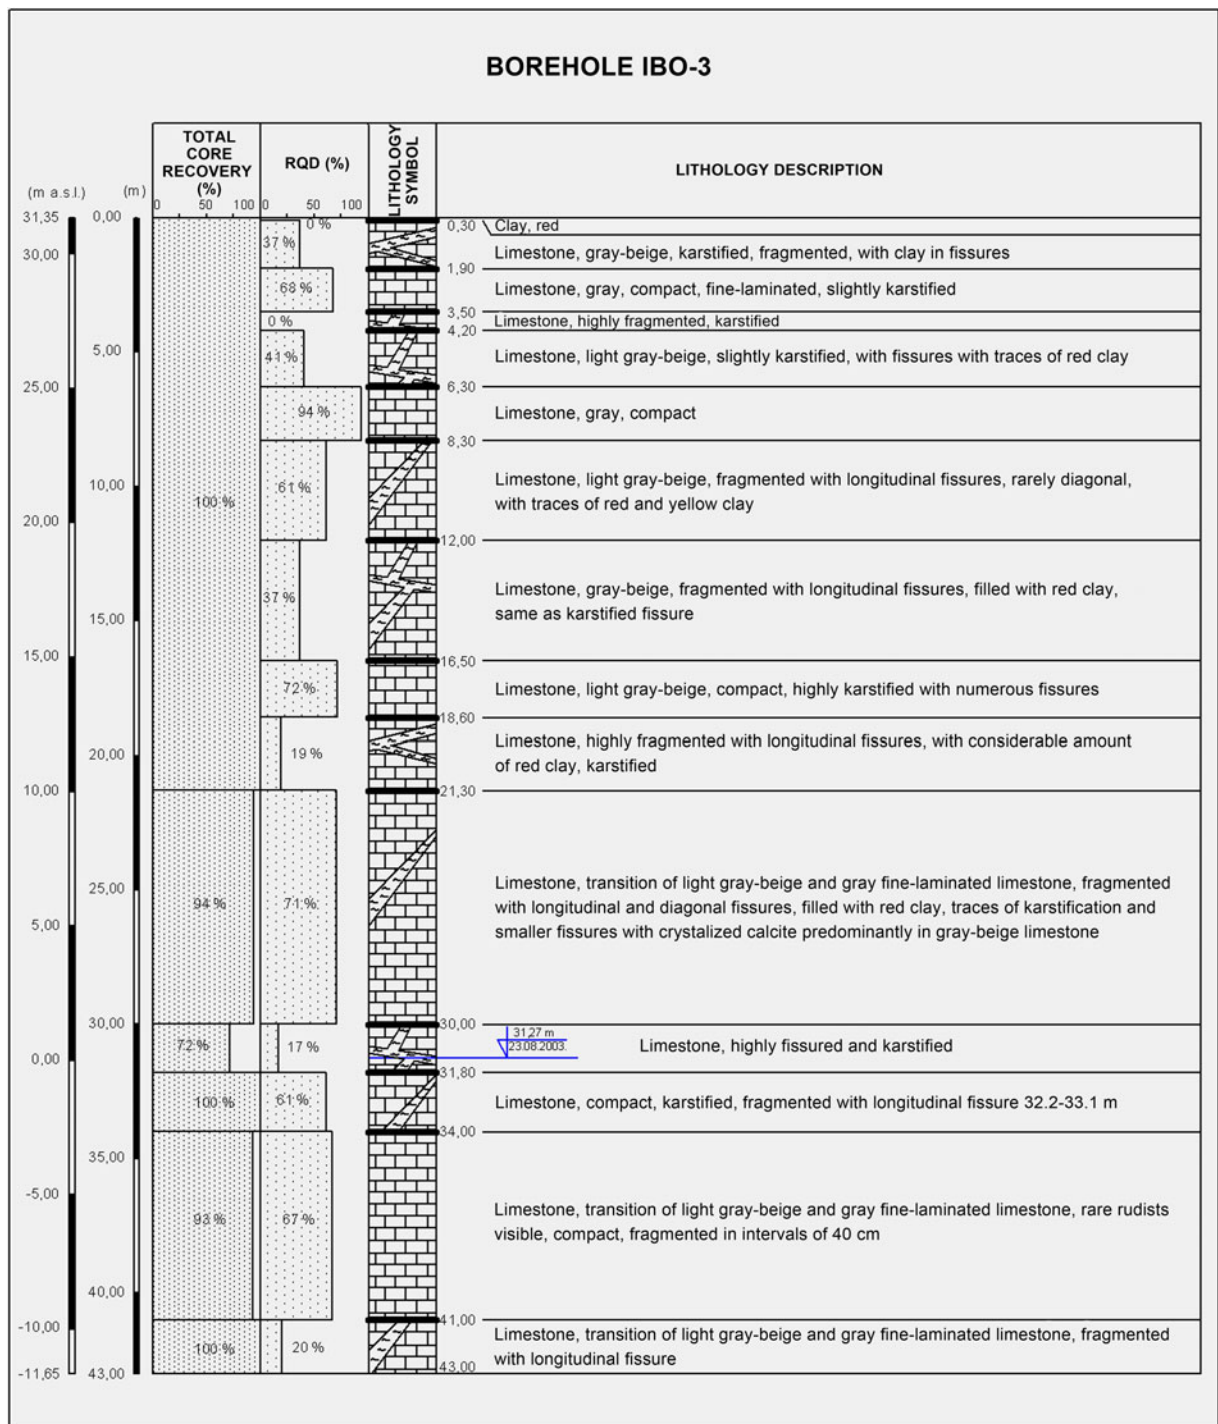 BOREHOLE IBO-3
TOTAL
CORE
RECOVERY
(%)
RQD (%)
LITHOLOGY
SYMBOL
LITHOLOGY DESCRIPTION
(m a.s.l.) (m)
0 50 100 0 50 100
31,35 0,00
0 %
0,30 Clay, red
37 %
30,00
Limestone, gray-beige, karstified, fragmented, with clay in fissures
1,90
68 %
Limestone, gray, compact, fine-laminated, slightly karstified
3,50
0 %
Limestone, highly fragmented, karstified
4,20
5,00
41 %
Limestone, light gray-beige, slightly karstified, with fissures with traces of red clay
25,00
6,30
94 %
Limestone, gray, compact
8,30
10,00
100 %
61 %
Limestone, light gray-beige, fragmented with longitudinal fissures, rarely diagonal,
with traces of red and yellow clay
20,00
12,00
37 %
Limestone, gray-beige, fragmented with longitudinal fissures, filled with red clay,
same as karstified fissure
15,00
15,00
16,50
72 %
Limestone, light gray-beige, compact, highly karstified with numerous fissures
18,60
20,00
19 %
Limestone, highly fragmented with longitudinal fissures, with considerable amount
of red clay, karstified
10,00
21,30
25,00
94 %
71 %
Limestone, transition of light gray-beige and gray fine-laminated limestone, fragmented
with longitudinal and diagonal fissures, filled with red clay, traces of karstification and
smaller fissures with crystalized calcite predominantly in gray-beige limestone
5,00
30,00
30,00
31,27 m
23.08.2003.
72 %
17 %
Limestone, highly fissured and karstified
0,00
31,80
100 %
61 %
Limestone, compact, karstified, fragmented with longitudinal fissure 32.2-33.1 m
34,00
35,00
-5,00
93 %
67 %
Limestone, transition of light gray-beige and gray fine-laminated limestone, rare rudists
visible, compact, fragmented in intervals of 40 cm
40,00
41,00
-10,00
100 %
20 %
Limestone, transition of light gray-beige and gray fine-laminated limestone, fragmented
with longitudinal fissure
43,00
-11,65 43,00